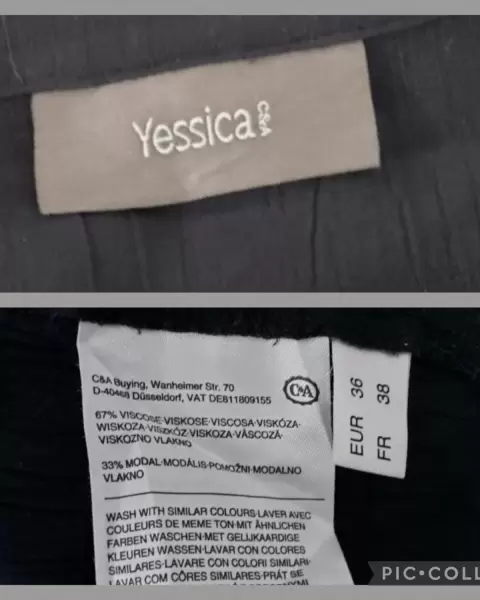 Yessica C&A
C&A Buying, Wanheimer Str. 70
D-40468 Düsseldorf, VAT DE811809155
C&A
67% VISCOSE·VISKOSE·VISCOSA·VISKÓZA·
WISKOZA·VISZKÓZ·VISKOZA·VÂSCOZĂ·
VISKOZNO VLAKNO
33% MODAL·MODÁLIS·POMOŽNI·MODALNO
VLAKNO
WASH WITH SIMILAR COLOURS·LAVER AVEC
COULEURS DE MEME TON·MIT ÄHNLICHEN
FARBEN WASCHEN·MET GELIJKAARDIGE
KLEUREN WASSEN·LAVAR CON COLORES
SIMILARES·LAVARE CON COLORI SIMILARI·
LAVAR COM CÔRES SIMILARES·PRÁT SE
EUR 36
FR 38
PIC•COLL